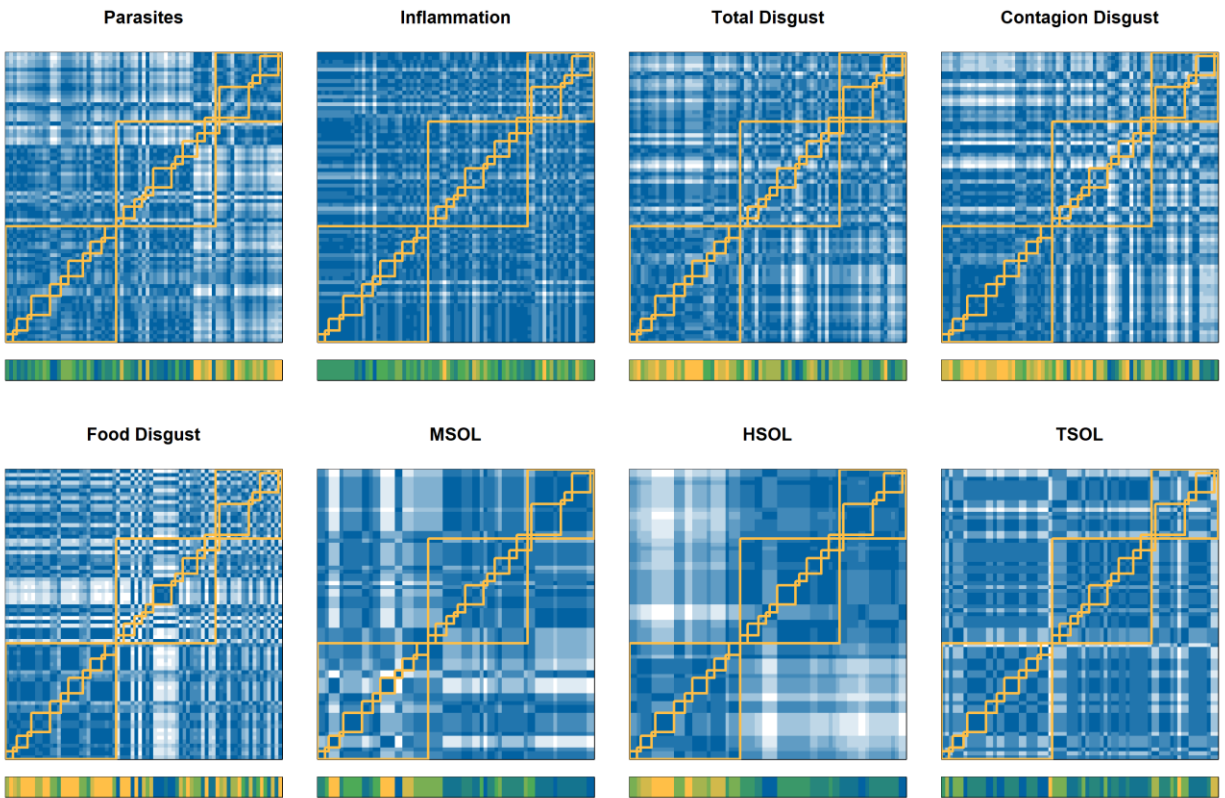 Parasites
Inflammation
Total Disgust
Contagion Disgust
Food Disgust
MSOL
HSOL
TSOL